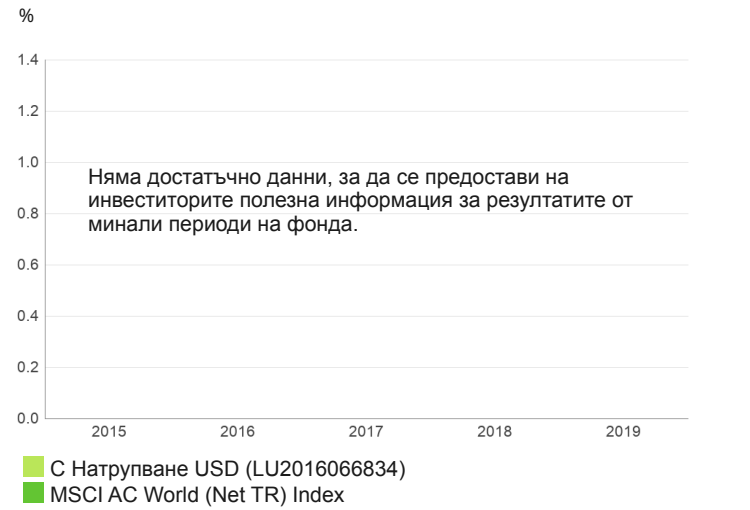 %
1.4
1.2
1.0
Няма достатъчно данни, за да се предостави на
инвеститорите полезна информация за резултатите от
0.8
минали периоди на фонда.
0.6
0.4
0.2
0.0
2015 2016 2017 2018 2019
C Натрупване USD (LU2016066834)
MSCI AC World (Net TR) Index